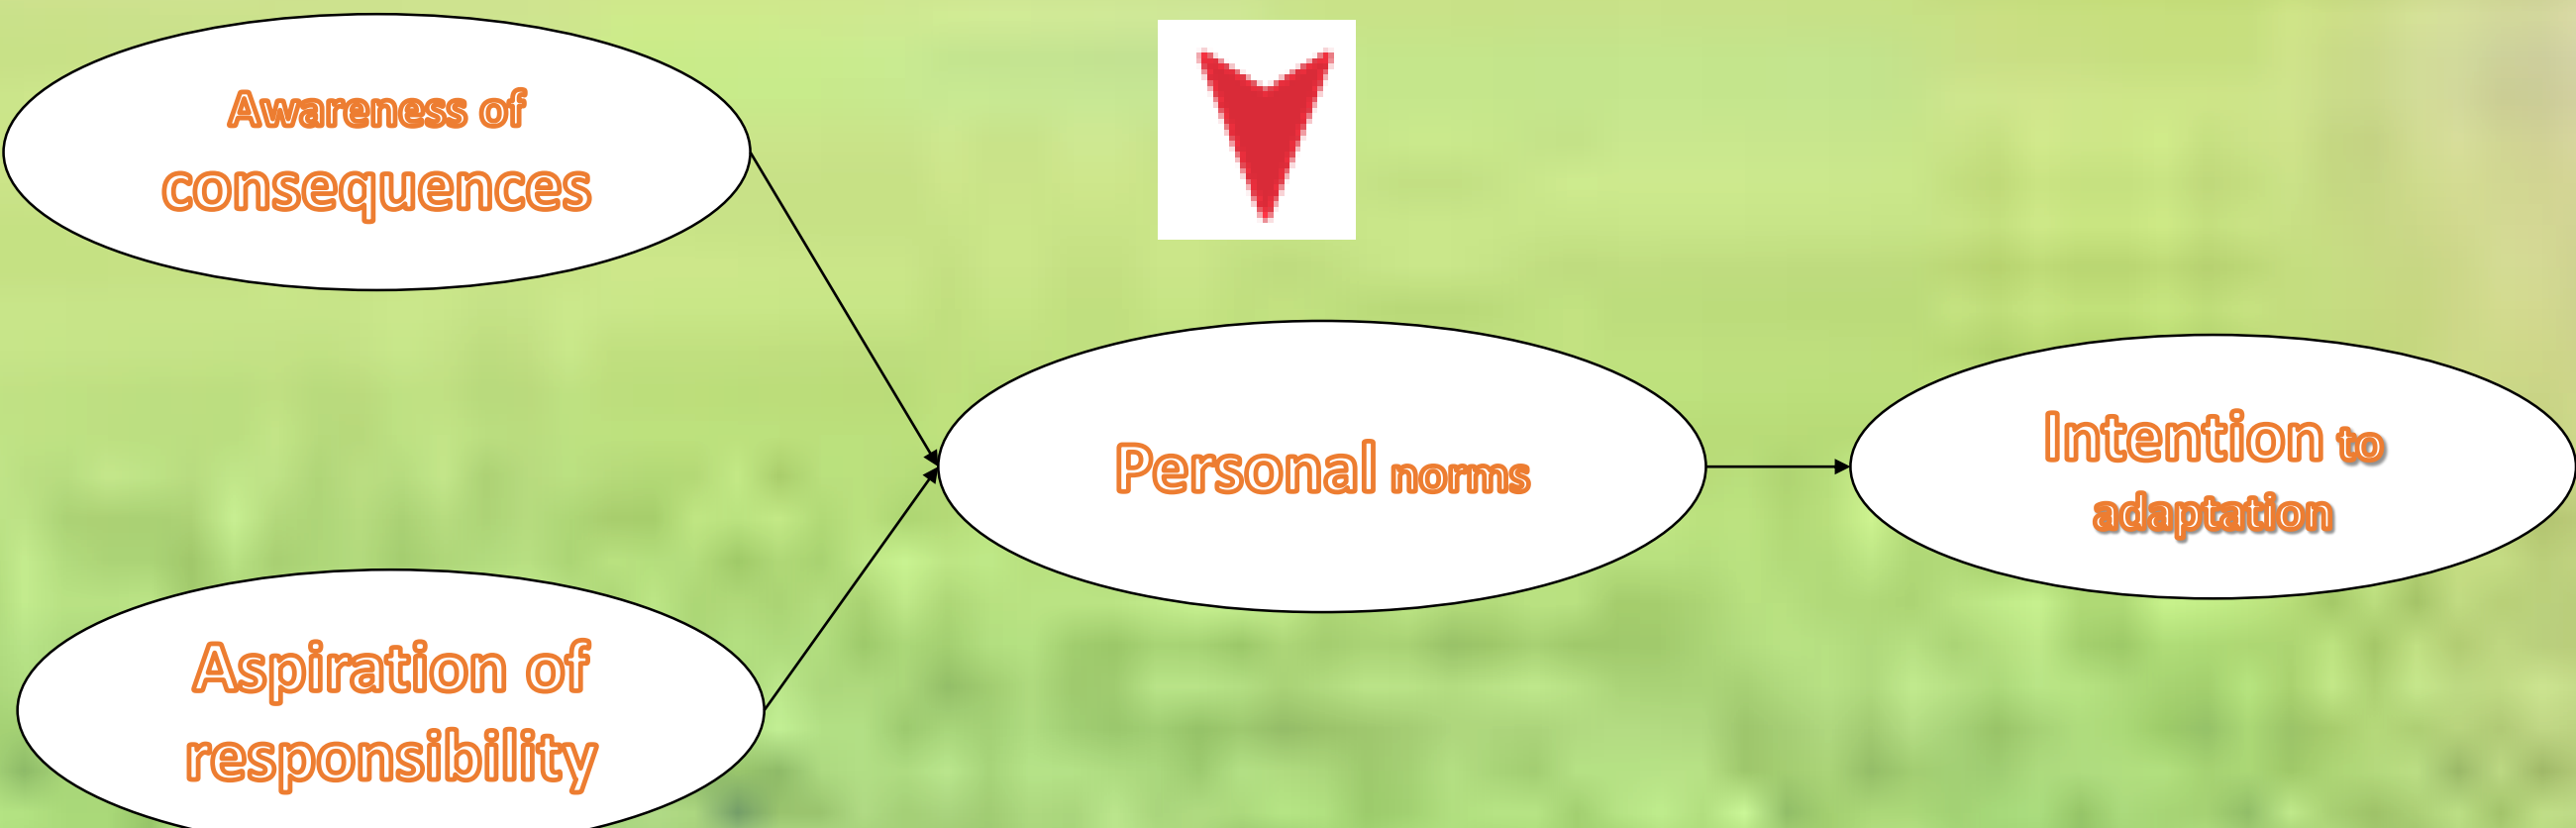 Awareness of
consequences
Aspiration of
responsibility
Personal norms
Intention to
adaptation